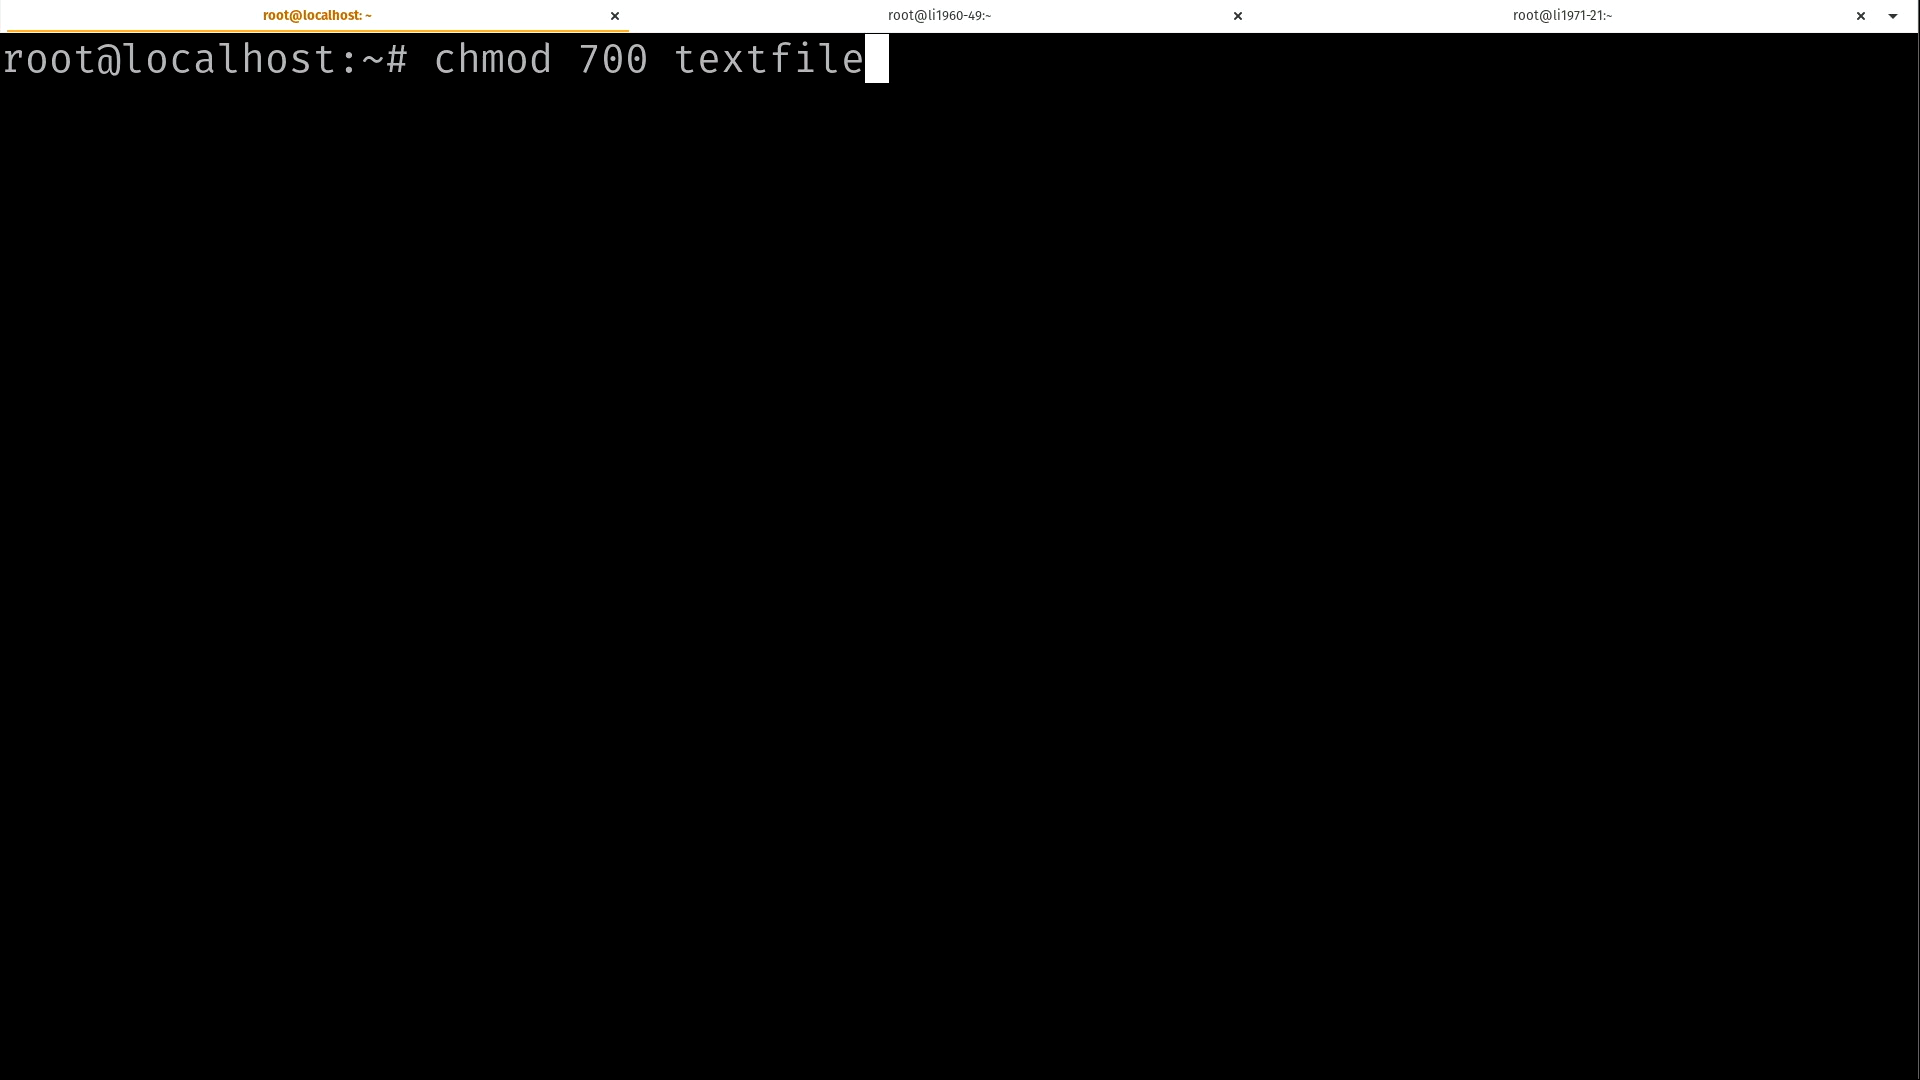 root@localhost: ~ × root@li1960-49:~ × root@li1971-21:~ ×
root@localhost:~# chmod 700 textfile